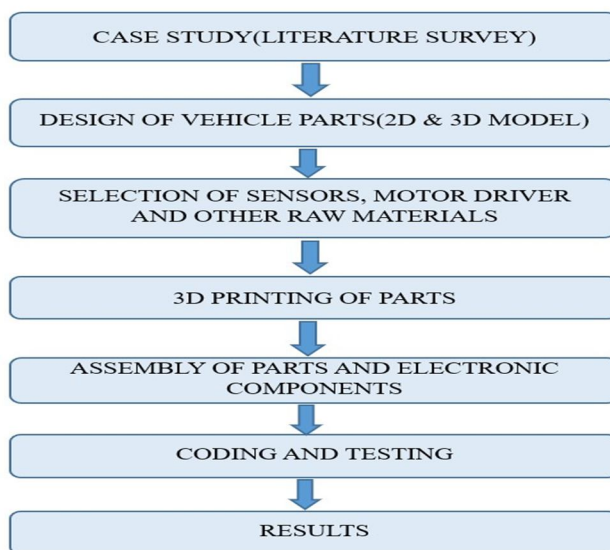 CASE STUDY(LITERATURE SURVEY)
DESIGN OF VEHICLE PARTS(2D & 3D MODEL)
SELECTION OF SENSORS, MOTOR DRIVER
AND OTHER RAW MATERIALS
3D PRINTING OF PARTS
ASSEMBLY OF PARTS AND ELECTRONIC
COMPONENTS
CODING AND TESTING
RESULTS